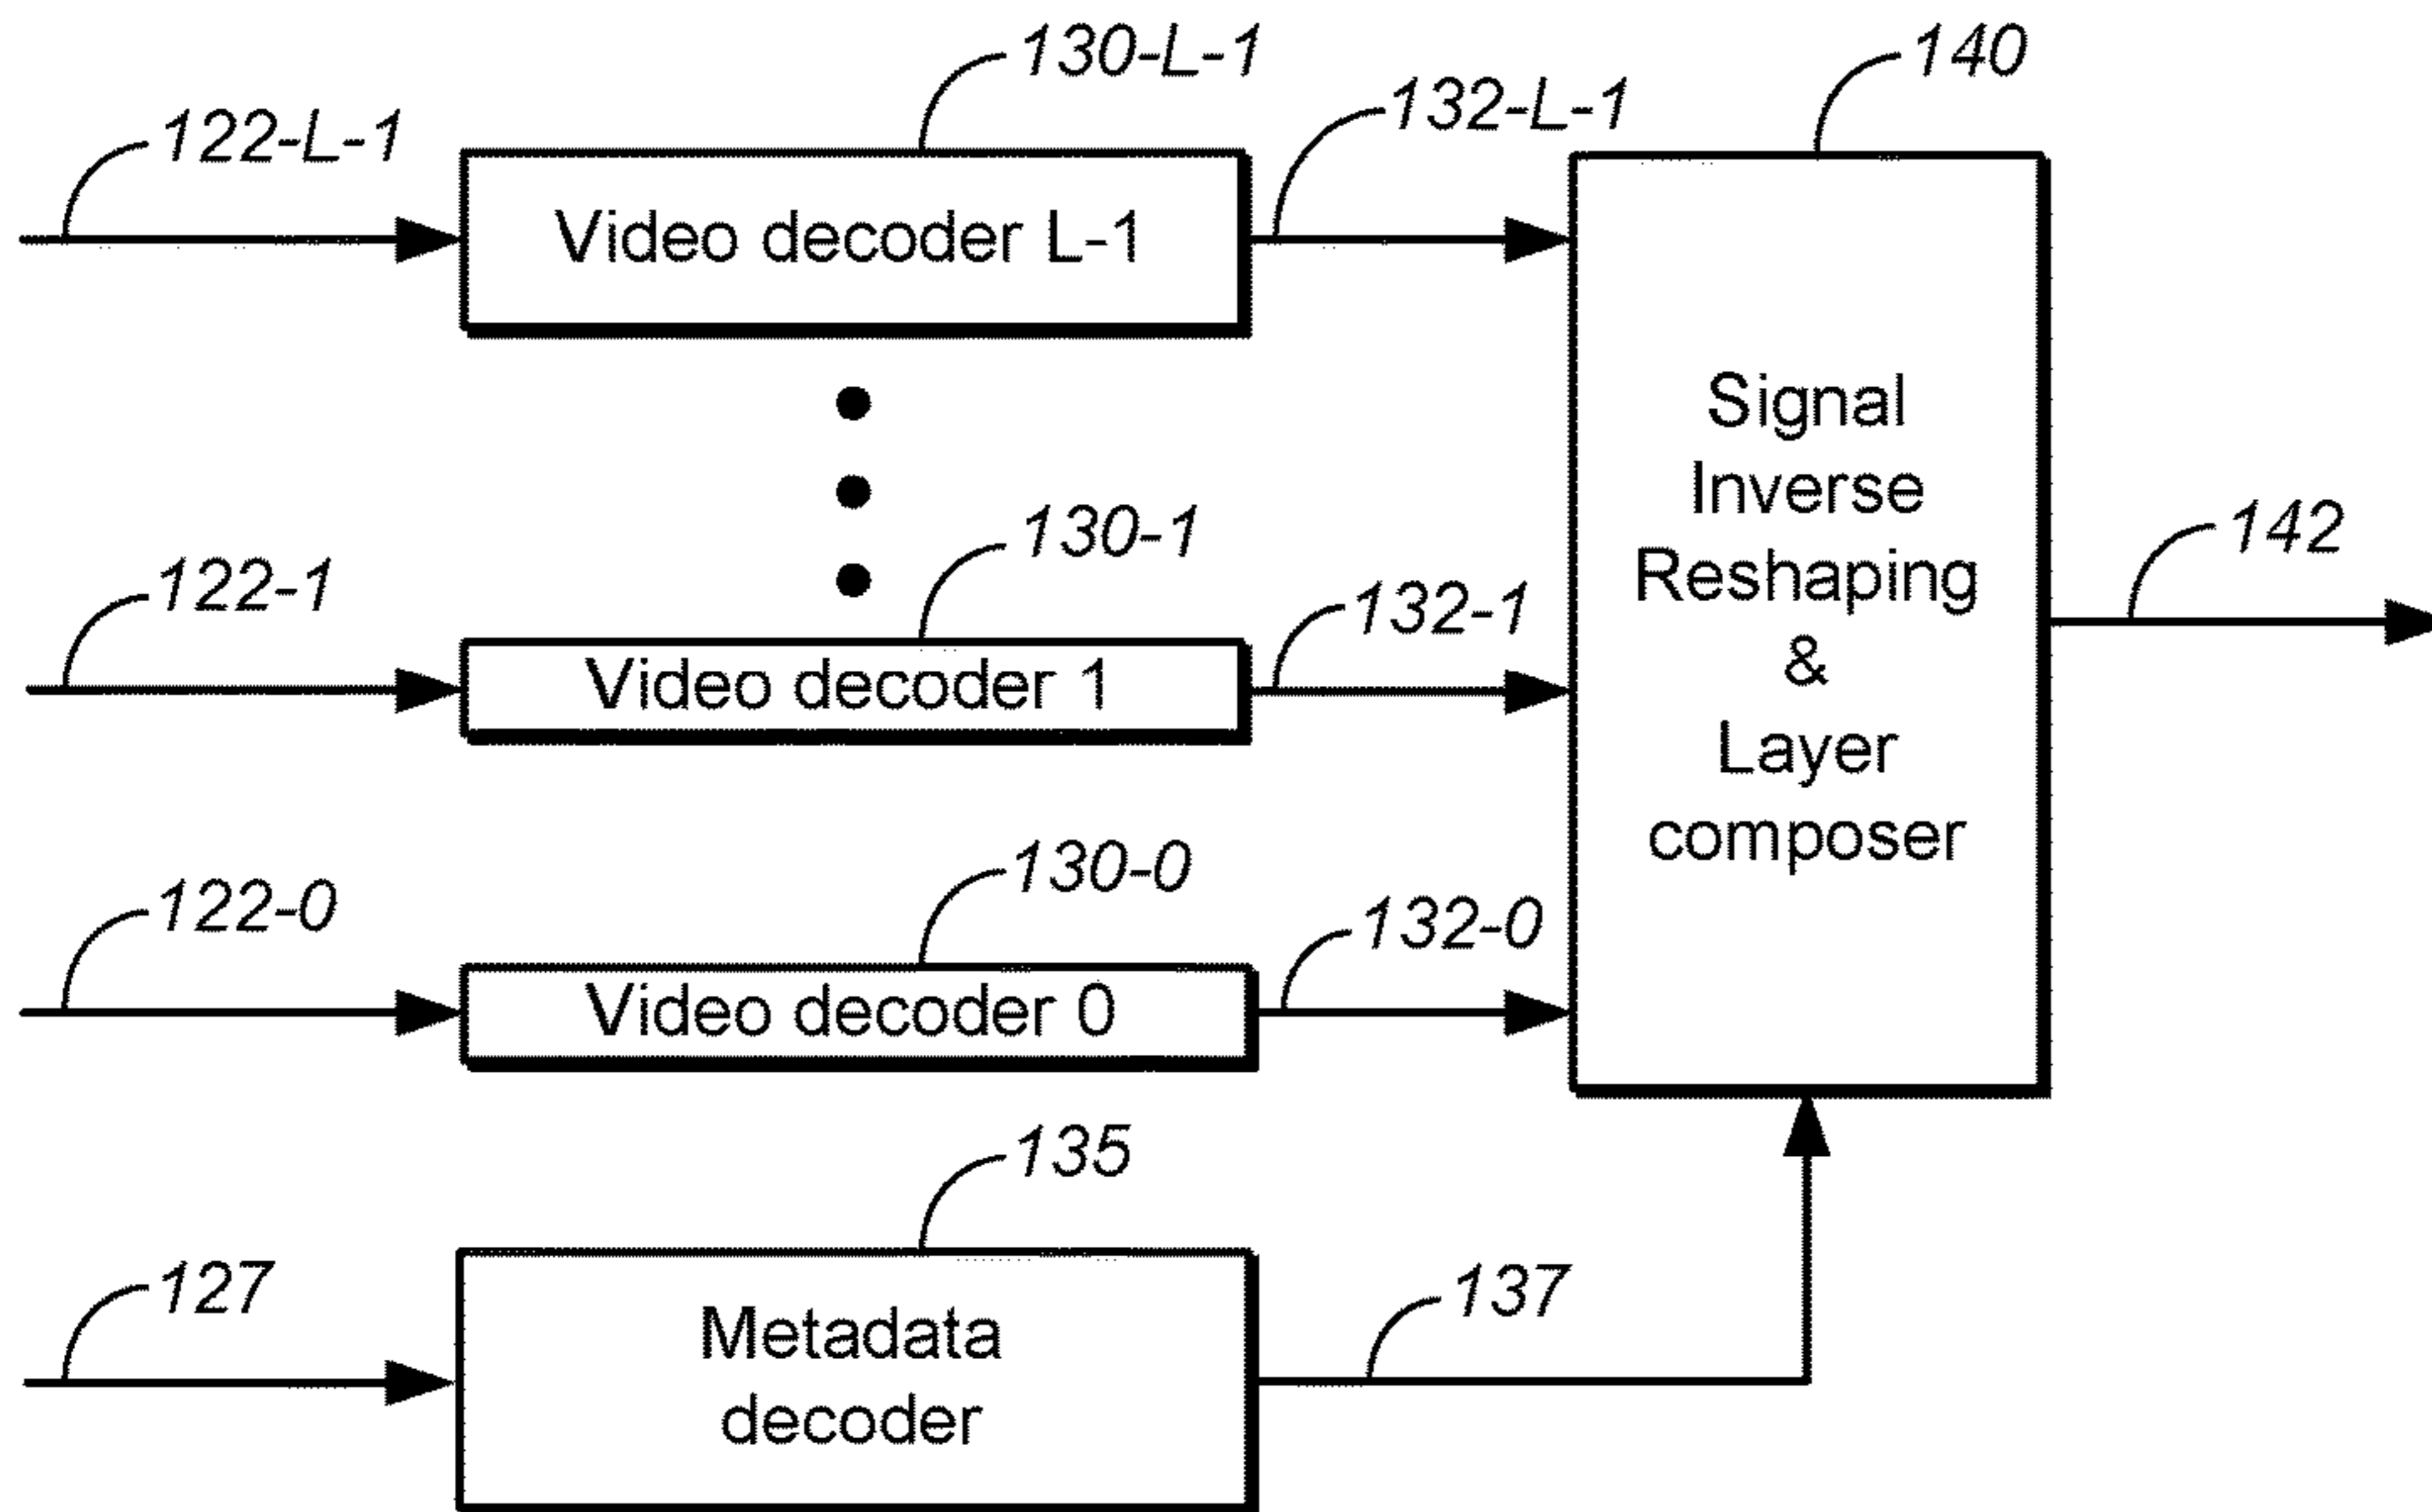 130-L-1
140
122-L-1
132-L-1
Video decoder L-1
Signal
Inverse
Reshaping
&
Layer
composer
142
130-1
122-1
132-1
Video decoder 1
130-0
122-0
132-0
Video decoder 0
135
127
137
Metadata
decoder